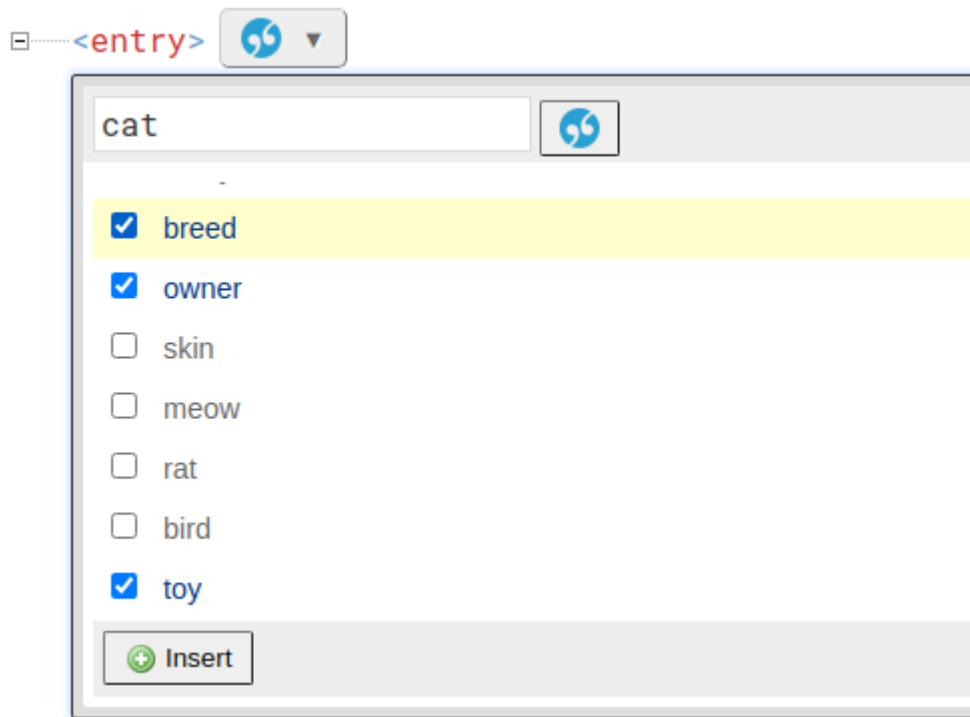 <entry>
cat
breed
owner
skin
meow
rat
bird
toy
Insert